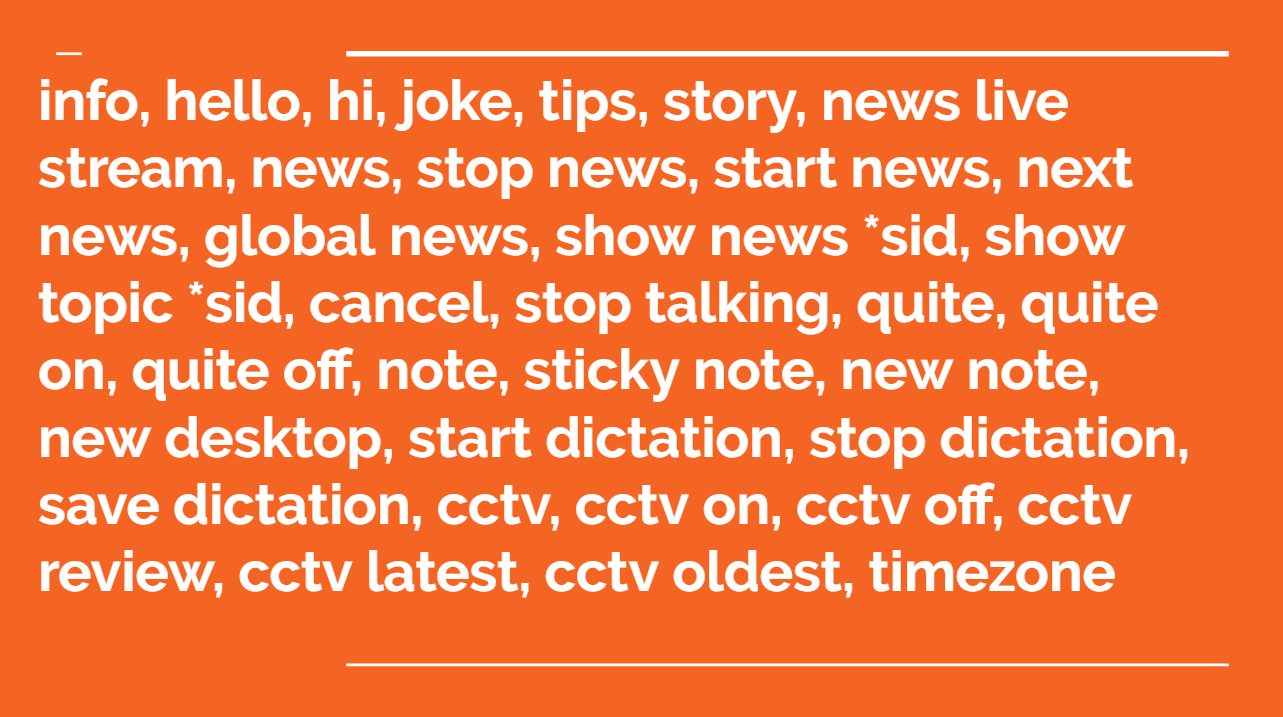 info, hello, hi, joke, tips, story, news live
stream, news, stop news, start news, next
news, global news, show news *sid, show
topic *sid, cancel, stop talking, quite, quite
on, quite off, note, sticky note, new note,
new desktop, start dictation, stop dictation,
save dictation, cctv, cctv on, cctv off, cctv
review, cctv latest, cctv oldest, timezone